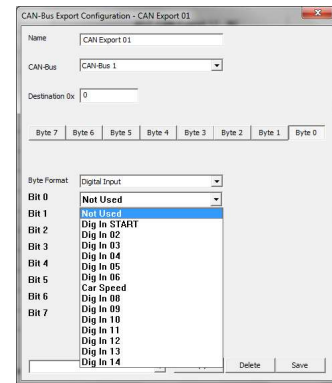 CAN-Bus Export Configuration - CAN Export 01
Name CAN Export 01
CAN-Bus CAN-Bus 1
Destination 0x 0
Byte 7 Byte 6 Byte 5 Byte 4 Byte 3 Byte 2 Byte 1 Byte 0
Byte Format Digital Input
Bit 0 Not Used
Bit 1 Not Used
Dig In START
Bit 2 Dig In 02
Bit 3 Dig In 03
Dig In 04
Bit 4 Dig In 05
Bit 5 Dig In 06
Car Speed
Bit 6 Dig In 08
Bit 7 Dig In 09
Dig In 10
Dig In 11
Dig In 12
Dig In 13
Dig In 14
Delete Save